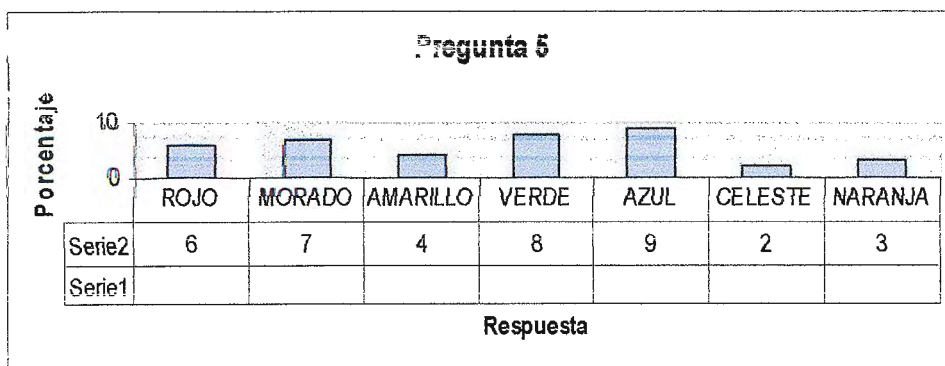 Pregunta 5
Porcentaje
10
0
ROJO MORADO AMARILLO VERDE AZUL CELESTE NARANJA
Serie2 6 7 4 8 9 2 3
Serie1
Respuesta